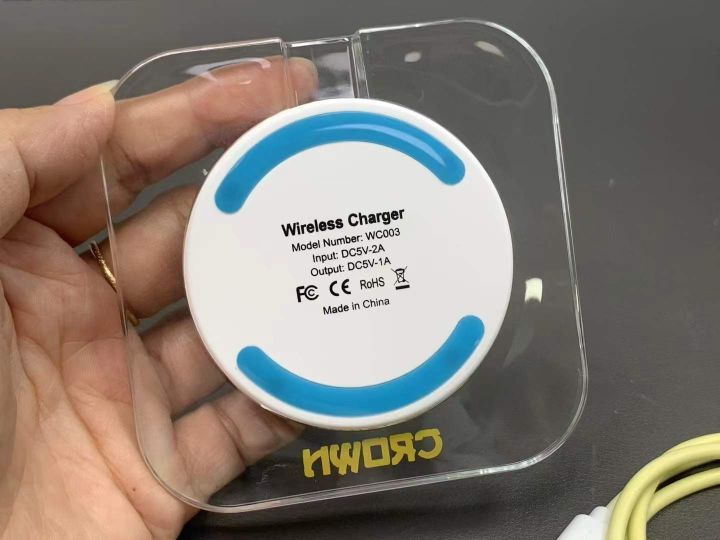 Wireless Charger
Model Number: WC003
Input: DC5V-2A
Output: DC5V-1A
FC CE RoHS
Made in China
CROWN